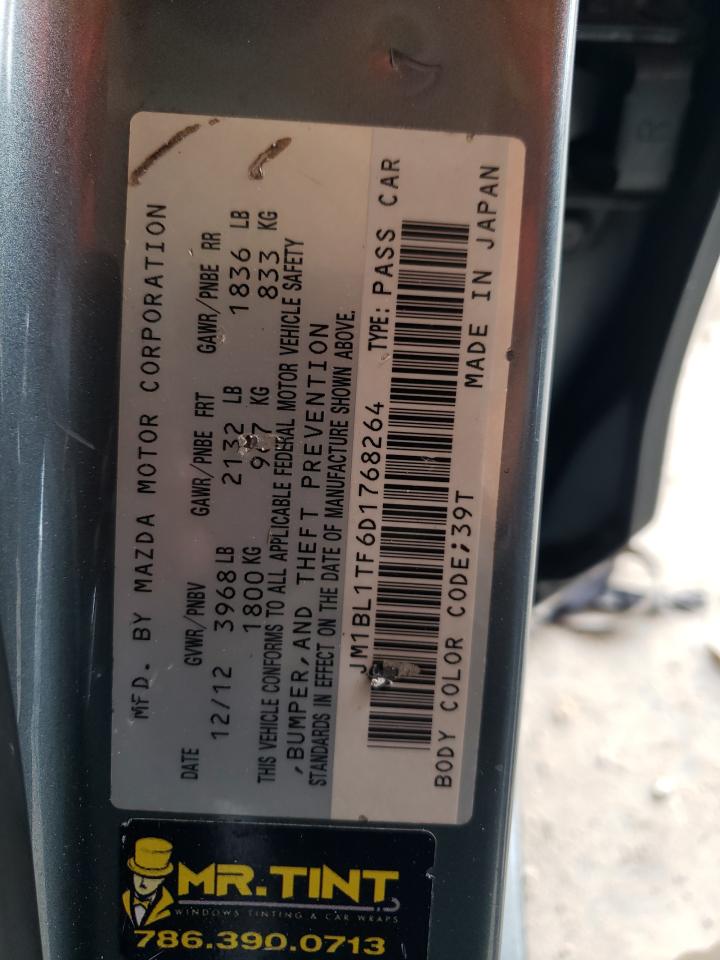 MFD. BY MAZDA MOTOR CORPORATION
DATE GVWR/PNBV GAWR/PNBE FRT GAWR/PNBE RR
12/12 3968 LB 2132 LB 1836 LB
1800 KG KG 833 KG
THIS VEHICLE CONFORMS TO ALL APPLICABLE FEDERAL MOTOR VEHICLE SAFETY
,BUMPER, AND THEFT PREVENTION
STANDARDS IN EFFECT ON THE DATE OF MANUFACTURE SHOWN ABOVE.
JM1BL1TF6D1768264 TYPE: PASS CAR
BODY COLOR CODE;39T MADE IN JAPAN
MR.TINT
WINDOWS TINTING & CAR WRAPS
786.390.0713